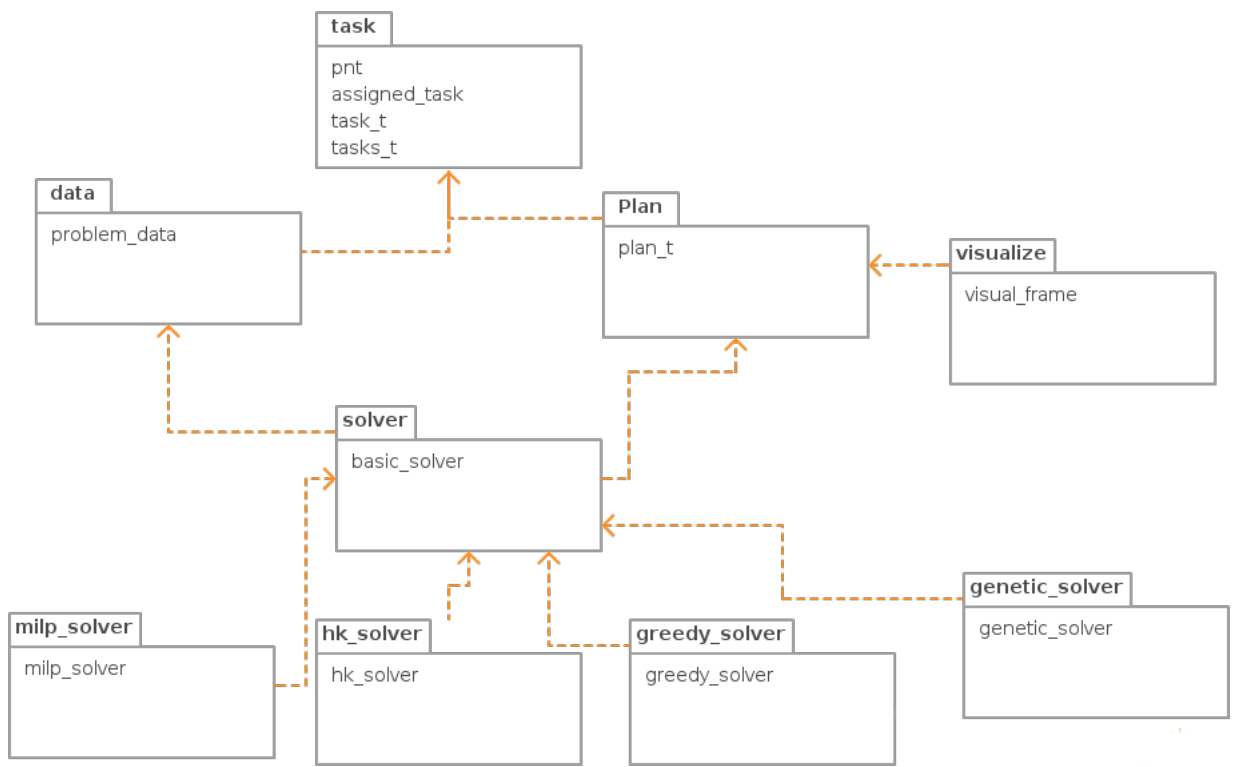 task
pnt
assigned_task
task_t
tasks_t
data
problem_data
Plan
plan_t
visualize
visual_frame
solver
basic_solver
milp_solver
milp_solver
hk_solver
hk_solver
greedy_solver
greedy_solver
genetic_solver
genetic_solver